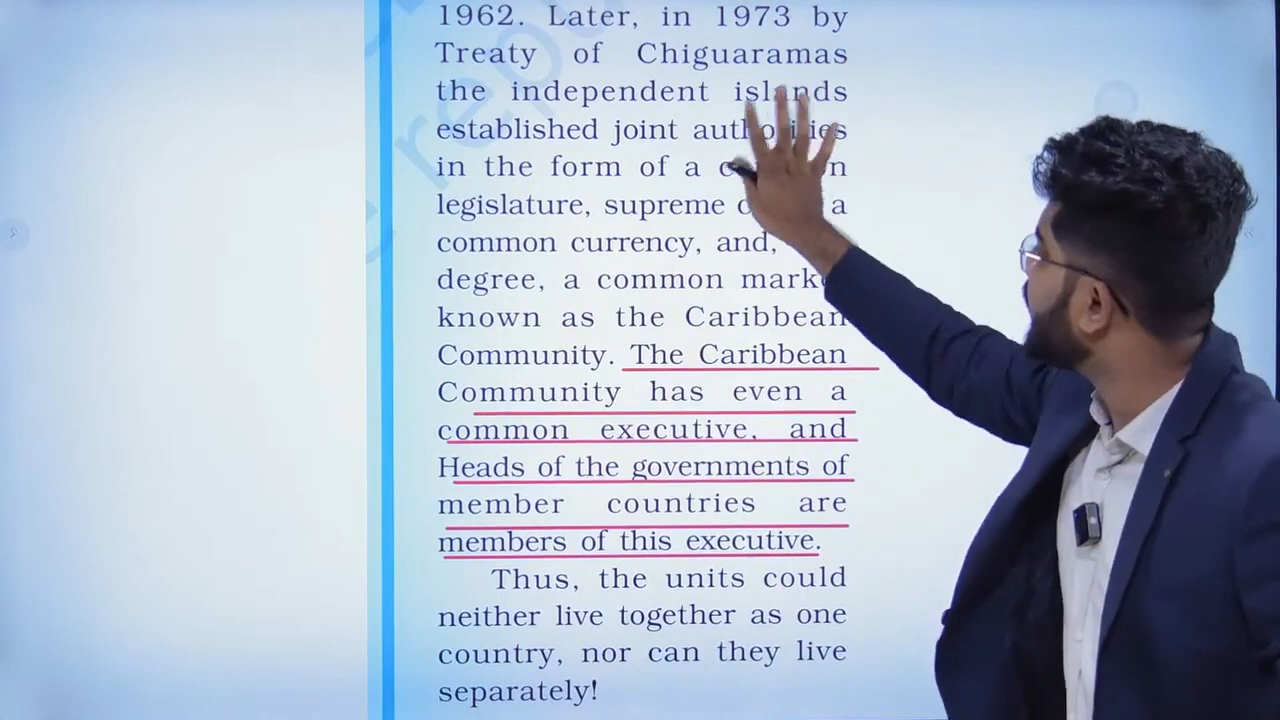 1962. Later, in 1973 by
Treaty of Chiguaramas
the independent islands
established joint authorities
in the form of a
legislature, supreme a
common currency, and,
degree, a common
known as the Caribbean
Community. The Caribbean
Community has even a
common executive, and
Heads of the governments of
member countries are
members of this executive.
Thus, the units could
neither live together as one
country, nor can they live
separately!